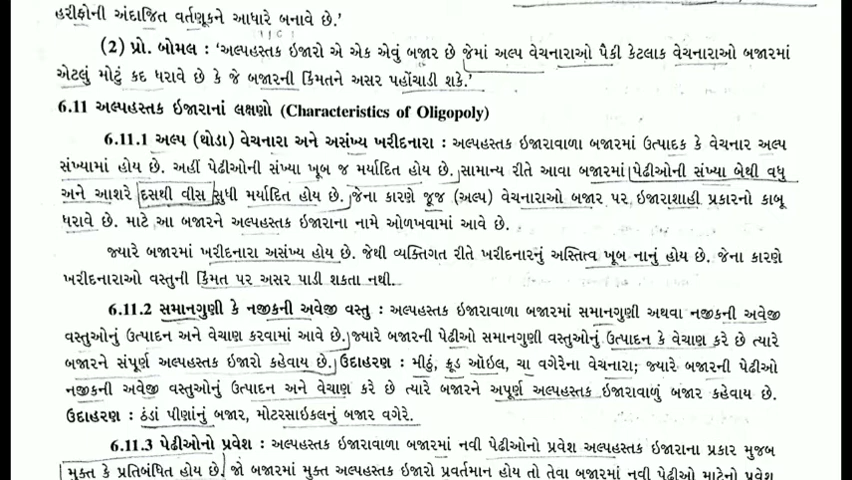 હરીફોની અંદાજિત વર્તણૂકને આધારે બનાવે છે.'
(2) પ્રો. બોમલ : 'અલ્પહસ્તક ઇજારો એ એક એવું બજાર છે જેમાં અલ્પ વેચનારાઓ પૈકી કેટલાક વેચનારાઓ બજારમાં
એટલું મોટું કદ ધરાવે છે કે જે બજારની કિંમતને અસર પહોંચાડી શકે.'
6.11 અલ્પહસ્તક ઇજારાનાં લક્ષણો (Characteristics of Oligopoly)
6.11.1 અલ્પ (થોડા) વેચનારા અને અસંખ્ય ખરીદનારા : અલ્પહસ્તક ઇજારાવાળા બજારમાં ઉત્પાદક કે વેચનાર અલ્પ
સંખ્યામાં હોય છે. અહીં પેઢીઓની સંખ્યા ખૂબ જ મર્યાદિત હોય છે. સામાન્ય રીતે આવા બજારમાં પેઢીઓની સંખ્યા બેથી વધુ
અને આશરે દસથી વીસ સુધી મર્યાદિત હોય છે. જેના કારણે જૂજ (અલ્પ) વેચનારાઓ બજાર પર ઇજારાશાહી પ્રકારનો કાબૂ
ધરાવે છે. માટે આ બજારને અલ્પહસ્તક ઇજારાના નામે ઓળખવામાં આવે છે.
જ્યારે બજારમાં ખરીદનારા અસંખ્ય હોય છે. જેથી વ્યક્તિગત રીતે ખરીદનારનું અસ્તિત્વ ખૂબ નાનું હોય છે. જેના કારણે
ખરીદનારાઓ વસ્તુની કિંમત પર અસર પાડી શકતા નથી.
6.11.2 સમાનગુણી કે નજીકની અવેજી વસ્તુ : અલ્પહસ્તક ઇજારાવાળા બજારમાં સમાનગુણી અથવા નજીકની અવેજી
વસ્તુઓનું ઉત્પાદન અને વેચાણ કરવામાં આવે છે. જ્યારે બજારની પેઢીઓ સમાનગુણી વસ્તુઓનું ઉત્પાદન કે વેચાણ કરે છે ત્યારે
બજારને સંપૂર્ણ અલ્પહસ્તક ઇજારો કહેવાય છે. ઉદાહરણ : મીઠું, ક્રૂડ ઑઇલ, ચા વગેરેના વેચનારા; જ્યારે બજારની પેઢીઓ
નજીકની અવેજી વસ્તુઓનું ઉત્પાદન અને વેચાણ કરે છે ત્યારે બજારને અપૂર્ણ અલ્પહસ્તક ઇજારાવાળું બજાર કહેવાય છે.
ઉદાહરણ : ઠંડાં પીણાંનું બજાર, મોટરસાઇકલનું બજાર વગેરે.
6.11.3 પેઢીઓનો પ્રવેશ : અલ્પહસ્તક ઇજારાવાળા બજારમાં નવી પેઢીઓનો પ્રવેશ અલ્પહસ્તક ઇજારાના પ્રકાર મુજબ
મુક્ત કે પ્રતિબંધિત હોય છે. જો બજારમાં મુક્ત અલ્પહસ્તક ઇજારો પ્રવર્તમાન હોય તો તેવા બજારમાં નવી પેઢીઓ માટેનો પ્રવેશ